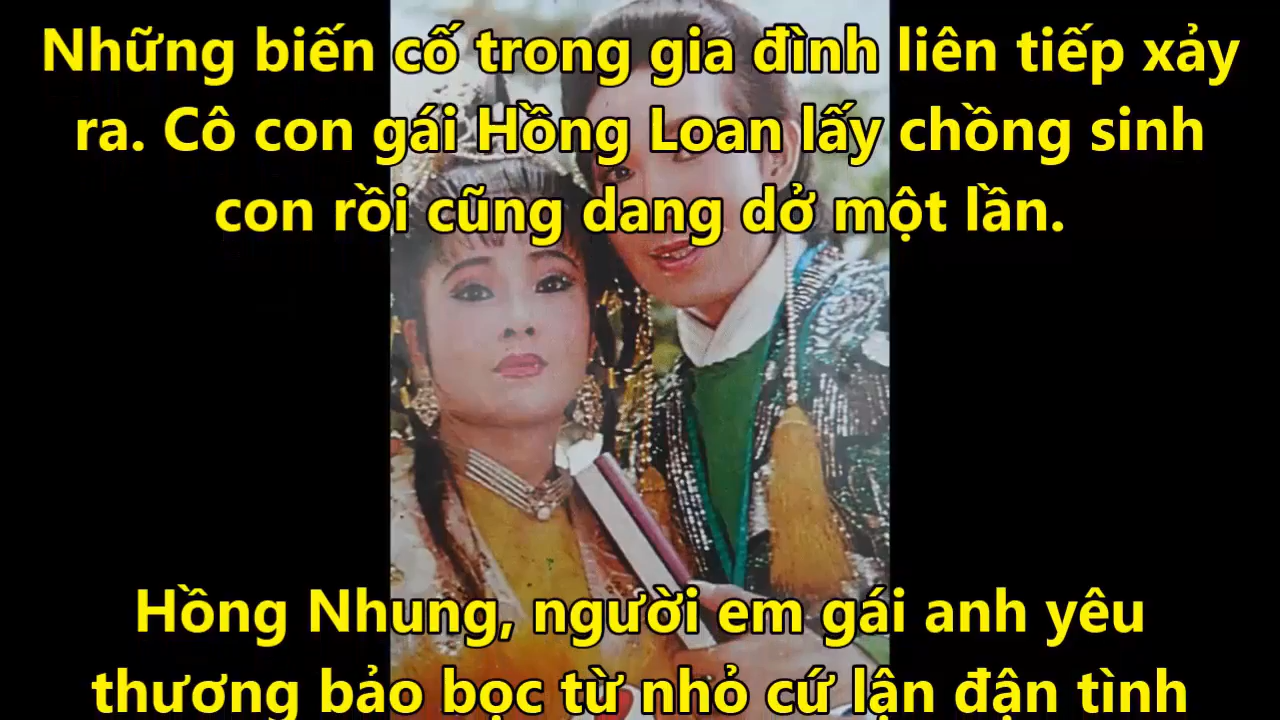 Những biến cố trong gia đình liên tiếp xảy
ra. Cô con gái Hồng Loan lấy chồng sinh
con rồi cũng dang dở một lần.
Hồng Nhung, người em gái anh yêu
thương bảo bọc từ nhỏ cứ lận đận tình